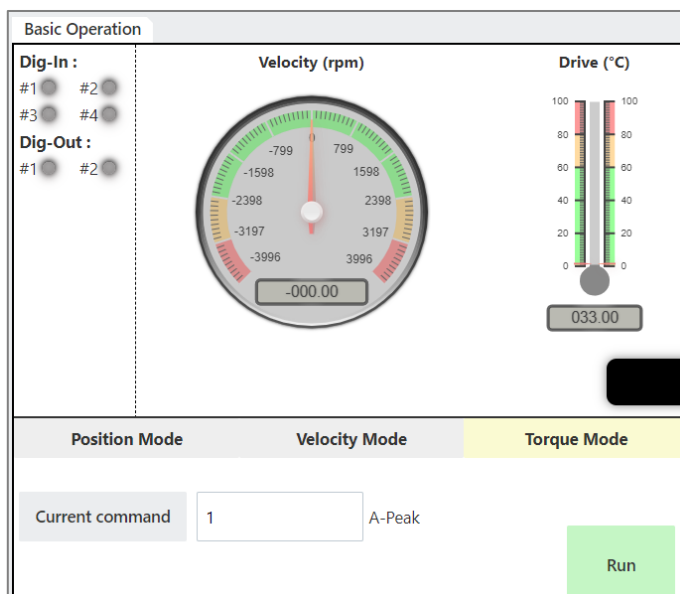 Basic Operation
Dig-In :
#1 #2
#3 #4
Dig-Out :
#1 #2
Velocity (rpm)
0
-799 799
-1598 1598
-2398 2398
-3197 3197
-3996 3996
-000.00
Drive (°C)
100 100
80 80
60 60
40 40
20 20
0 0
033.00
Position Mode Velocity Mode Torque Mode
Current command 1 A-Peak
Run